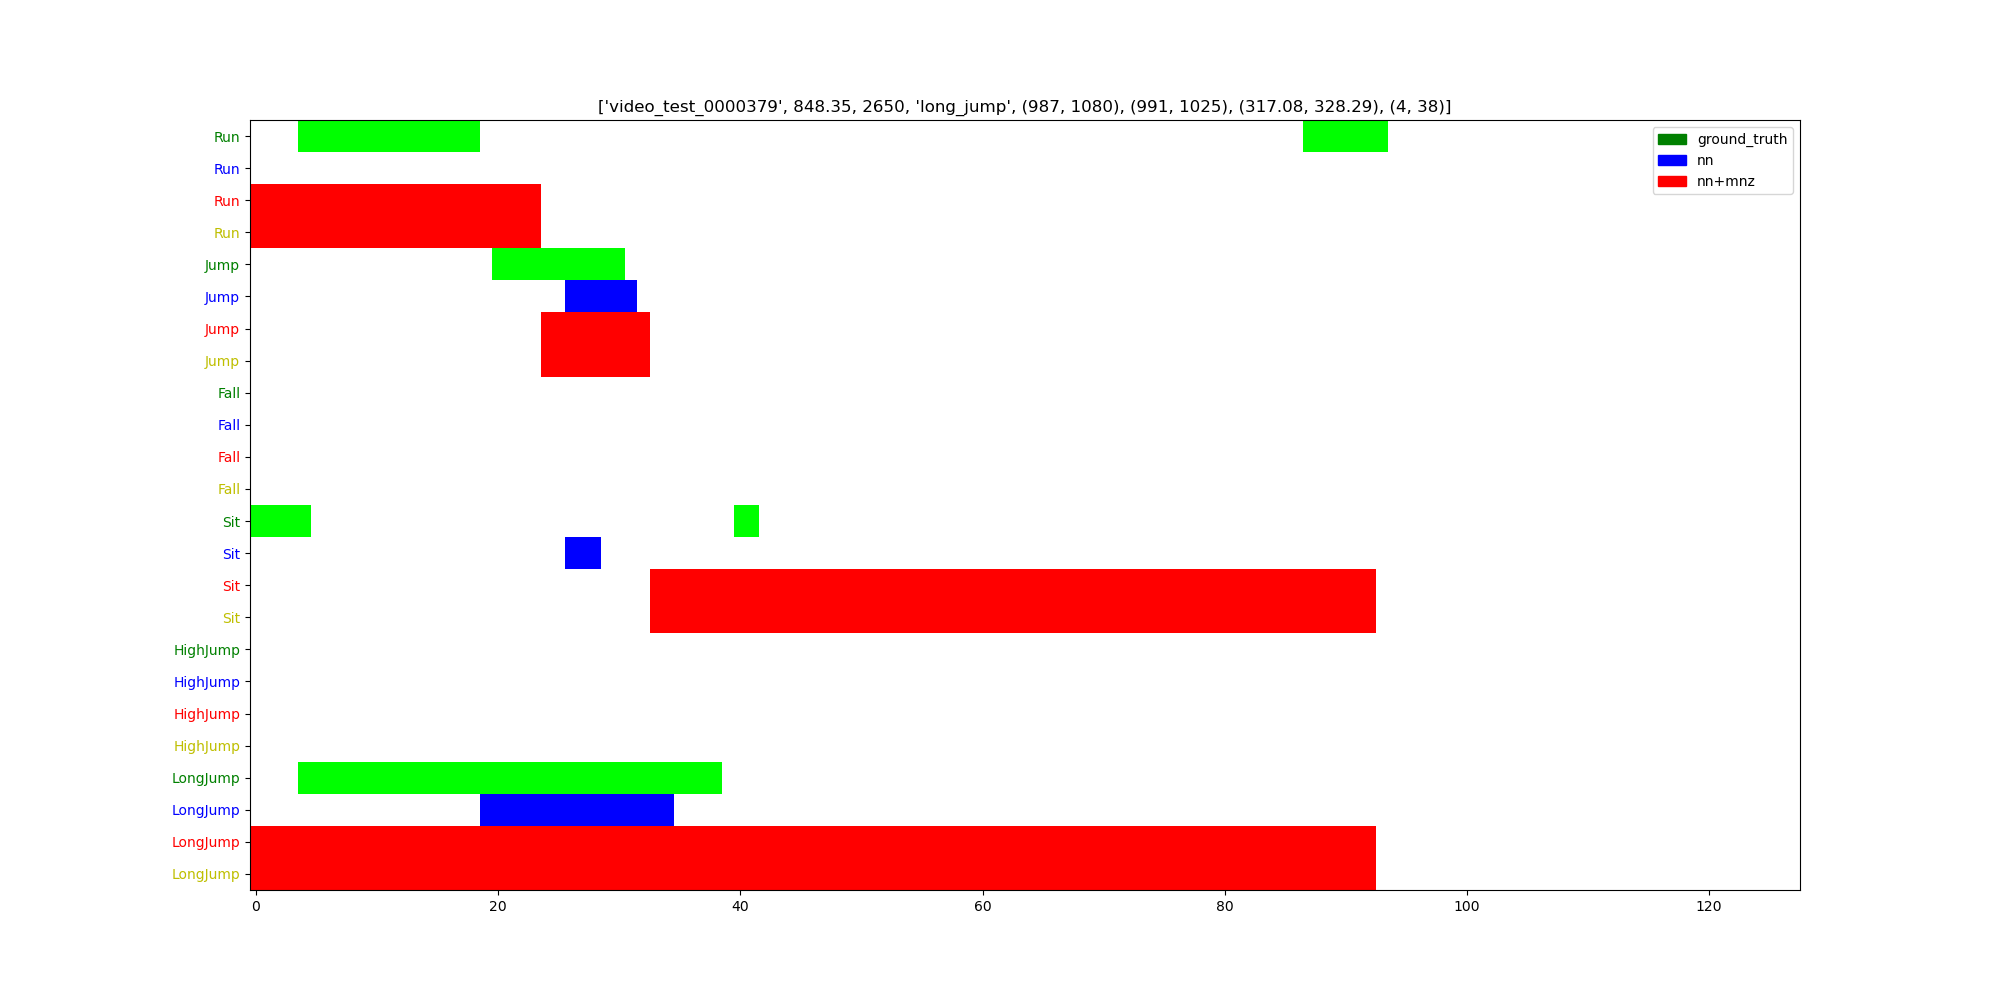 ['video_test_0000379', 848.35, 2650, 'long_jump', (987, 1080), (991, 1025), (317.08, 328.29), (4, 38)]
ground_truth
nn
nn+mnz
Run
Run
Run
Run
Jump
Jump
Jump
Jump
Fall
Fall
Fall
Fall
Sit
Sit
Sit
Sit
HighJump
HighJump
HighJump
HighJump
LongJump
LongJump
LongJump
LongJump
0 20 40 60 80 100 120